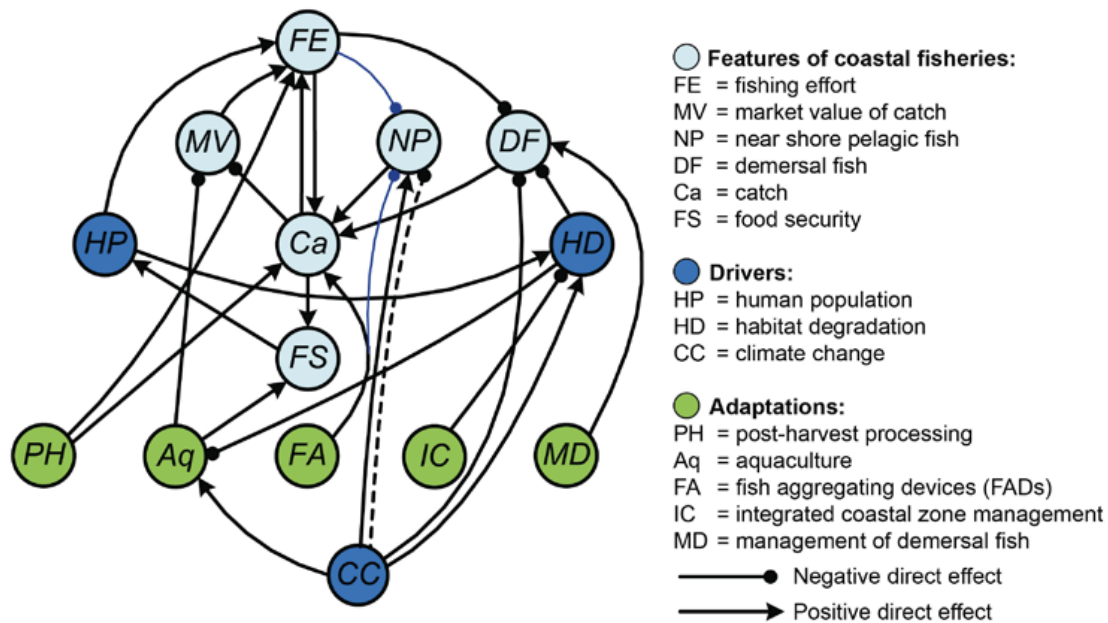 FE
MV
NP
DF
HP
Ca
HD
FS
PH
Aq
FA
IC
MD
CC
Features of coastal fisheries:
FE = fishing effort
MV = market value of catch
NP = near shore pelagic fish
DF = demersal fish
Ca = catch
FS = food security
Drivers:
HP = human population
HD = habitat degradation
CC = climate change
Adaptations:
PH = post-harvest processing
Aq = aquaculture
FA = fish aggregating devices (FADs)
IC = integrated coastal zone management
MD = management of demersal fish
Negative direct effect
Positive direct effect